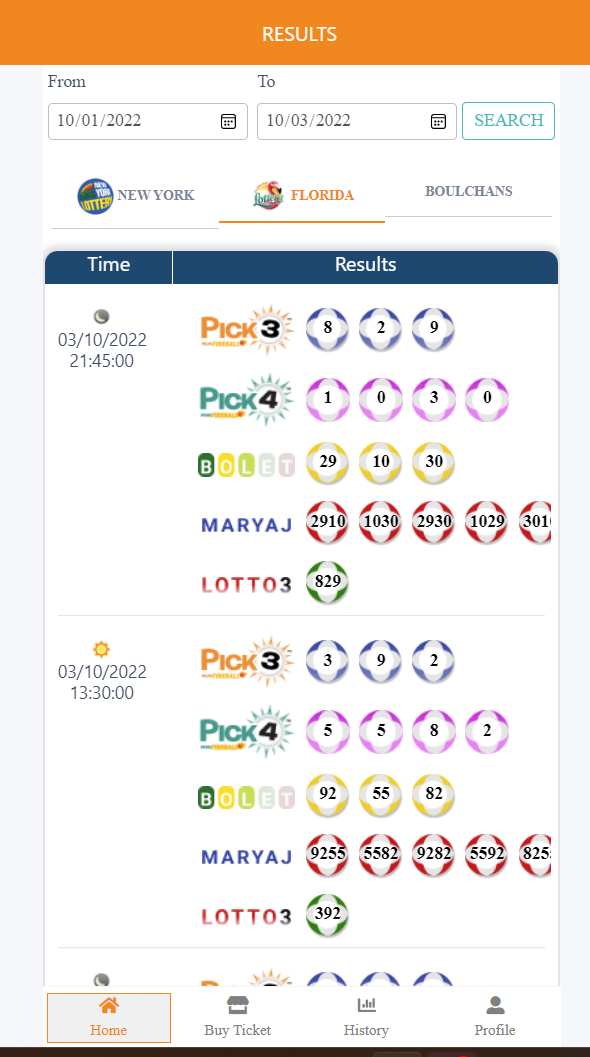 RESULTS
From To
10/01/2022 10/03/2022 SEARCH
NEW YORK FLORIDA BOULCHANS
Time Results
03/10/2022
21:45:00
PICK 3 8 2 9
PICK 4 1 0 3 0
BOLET 29 10 30
MARYAJ 2910 1030 2930 1029
LOTTO3 829
03/10/2022
13:30:00
PICK 3 3 9 2
PICK 4 5 5 8 2
BOLET 92 55 82
MARYAJ 9255 5582 9282 5592
LOTTO3 392
Home Buy Ticket History Profile